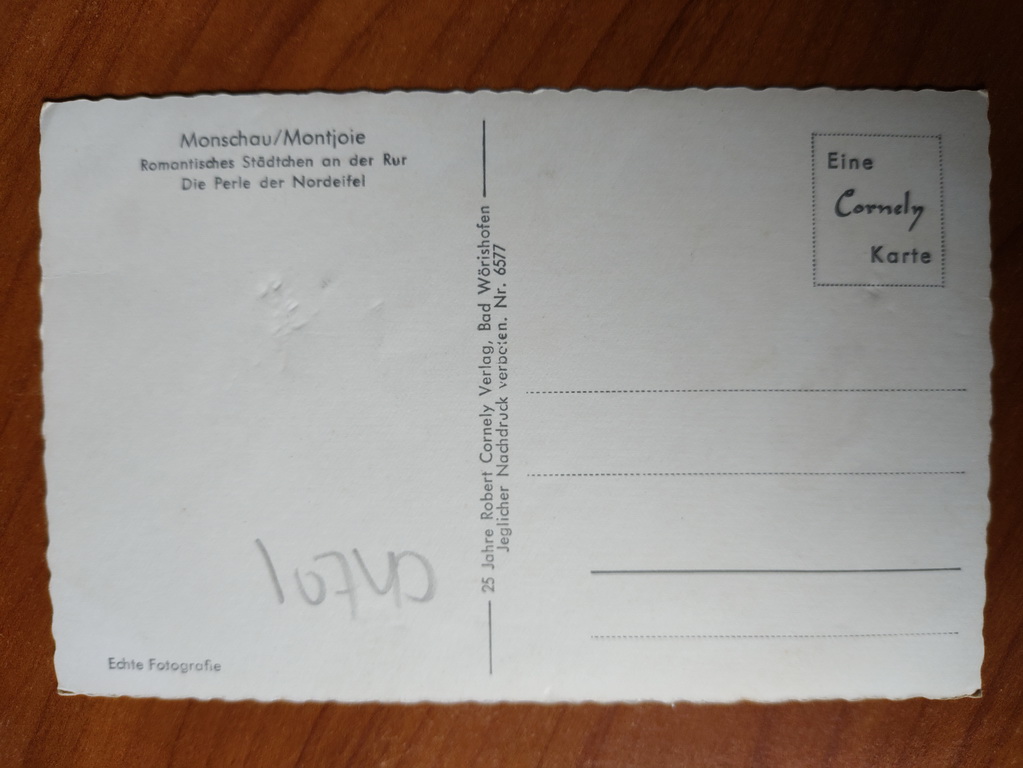 Monschau/Montjoie
Romantisches Städtchen an der Rur
Die Perle der Nordeifel
Echte Fotografie
25 Jahre Robert Cornely Verlag, Bad Wörishofen
Jeglicher Nachdruck verboten. Nr. 6577
Eine
Cornely
Karte